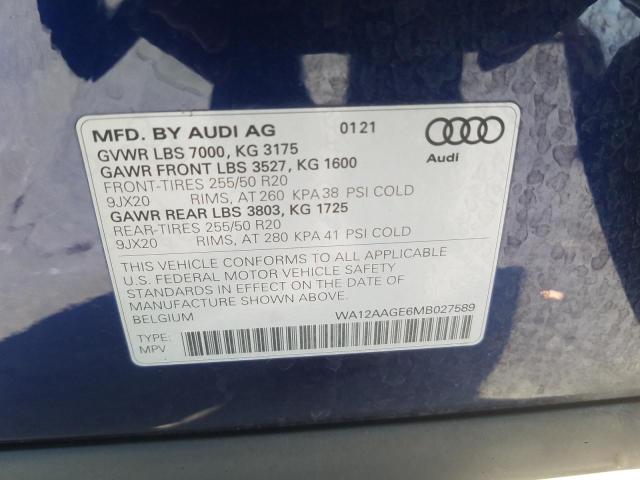 MFD. BY AUDI AG 0121
GVWR LBS 7000, KG 3175
GAWR FRONT LBS 3527, KG 1600
FRONT-TIRES 255/50 R20
9JX20 RIMS, AT 260 KPA 38 PSI COLD
GAWR REAR LBS 3803, KG 1725
REAR-TIRES 255/50 R20
9JX20 RIMS, AT 280 KPA 41 PSI COLD
Audi
THIS VEHICLE CONFORMS TO ALL APPLICABLE
U.S. FEDERAL MOTOR VEHICLE SAFETY
STANDARDS IN EFFECT ON THE DATE OF
MANUFACTURE SHOWN ABOVE.
BELGIUM WA12AAGE6MB027589
TYPE:
MPV